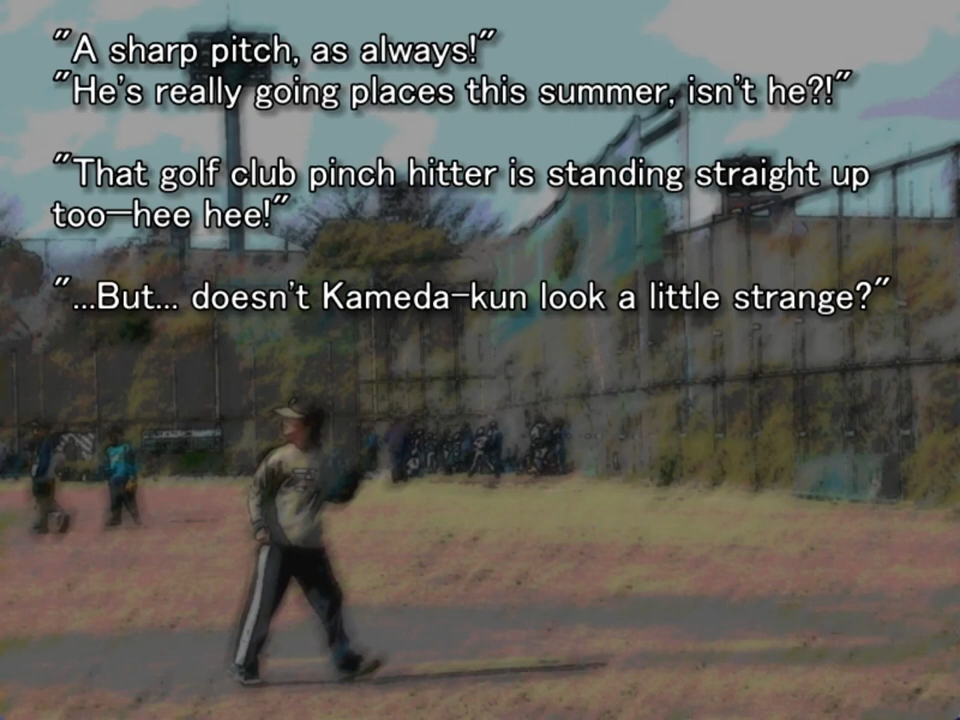 "A sharp pitch, as always!"
"He's really going places this summer, isn't he?!"
"That golf club pinch hitter is standing straight up
too—hee hee!"
"...But... doesn't Kameda-kun look a little strange?"